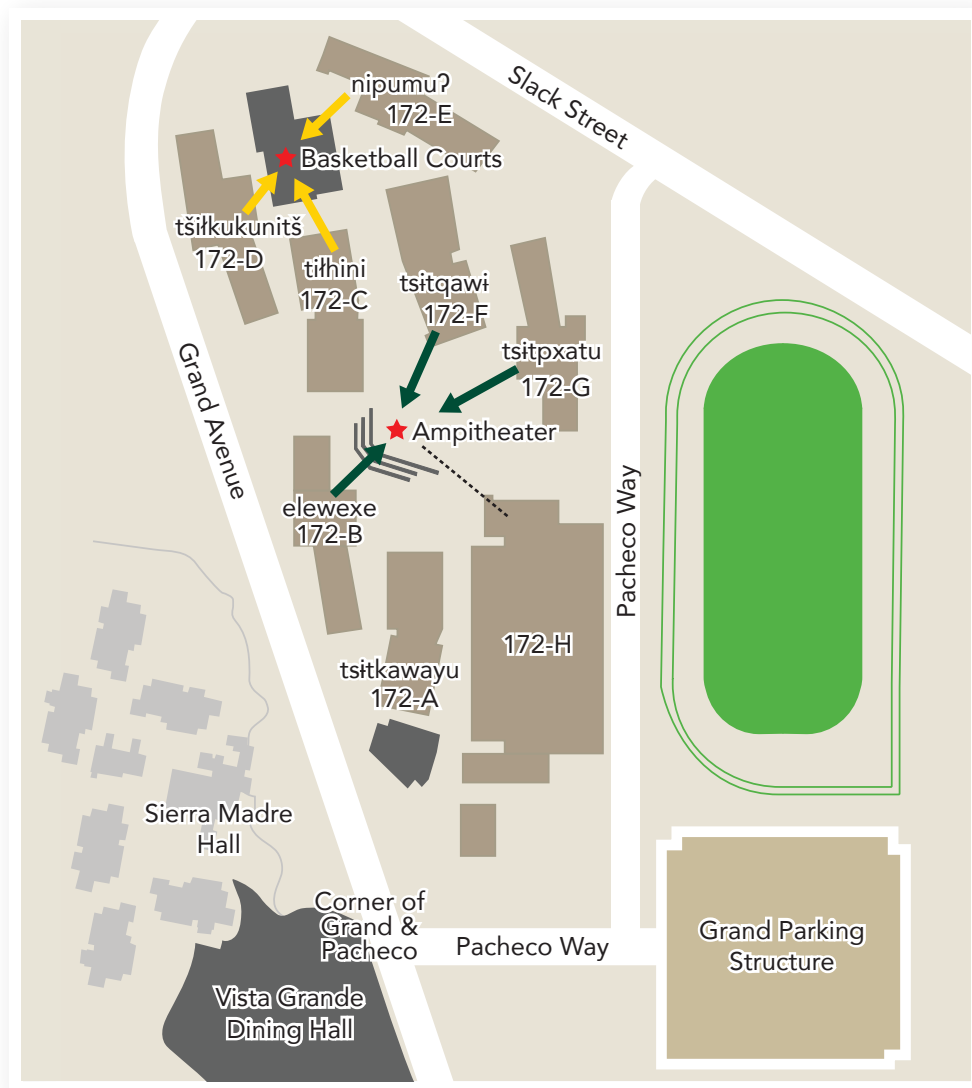 Slack Street
nipumuʔ
172-E
Basketball Courts
tšiłkukunitš
172-D
tiłhini
172-C
tsɨtqawɨ
172-F
tsɨtpxatu
172-G
Grand Avenue
Ampitheater
elewexe
172-B
Pacheco Way
172-H
tsɨtkawayu
172-A
Sierra Madre
Hall
Corner of
Grand &
Pacheco
Pacheco Way
Grand Parking
Structure
Vista Grande
Dining Hall